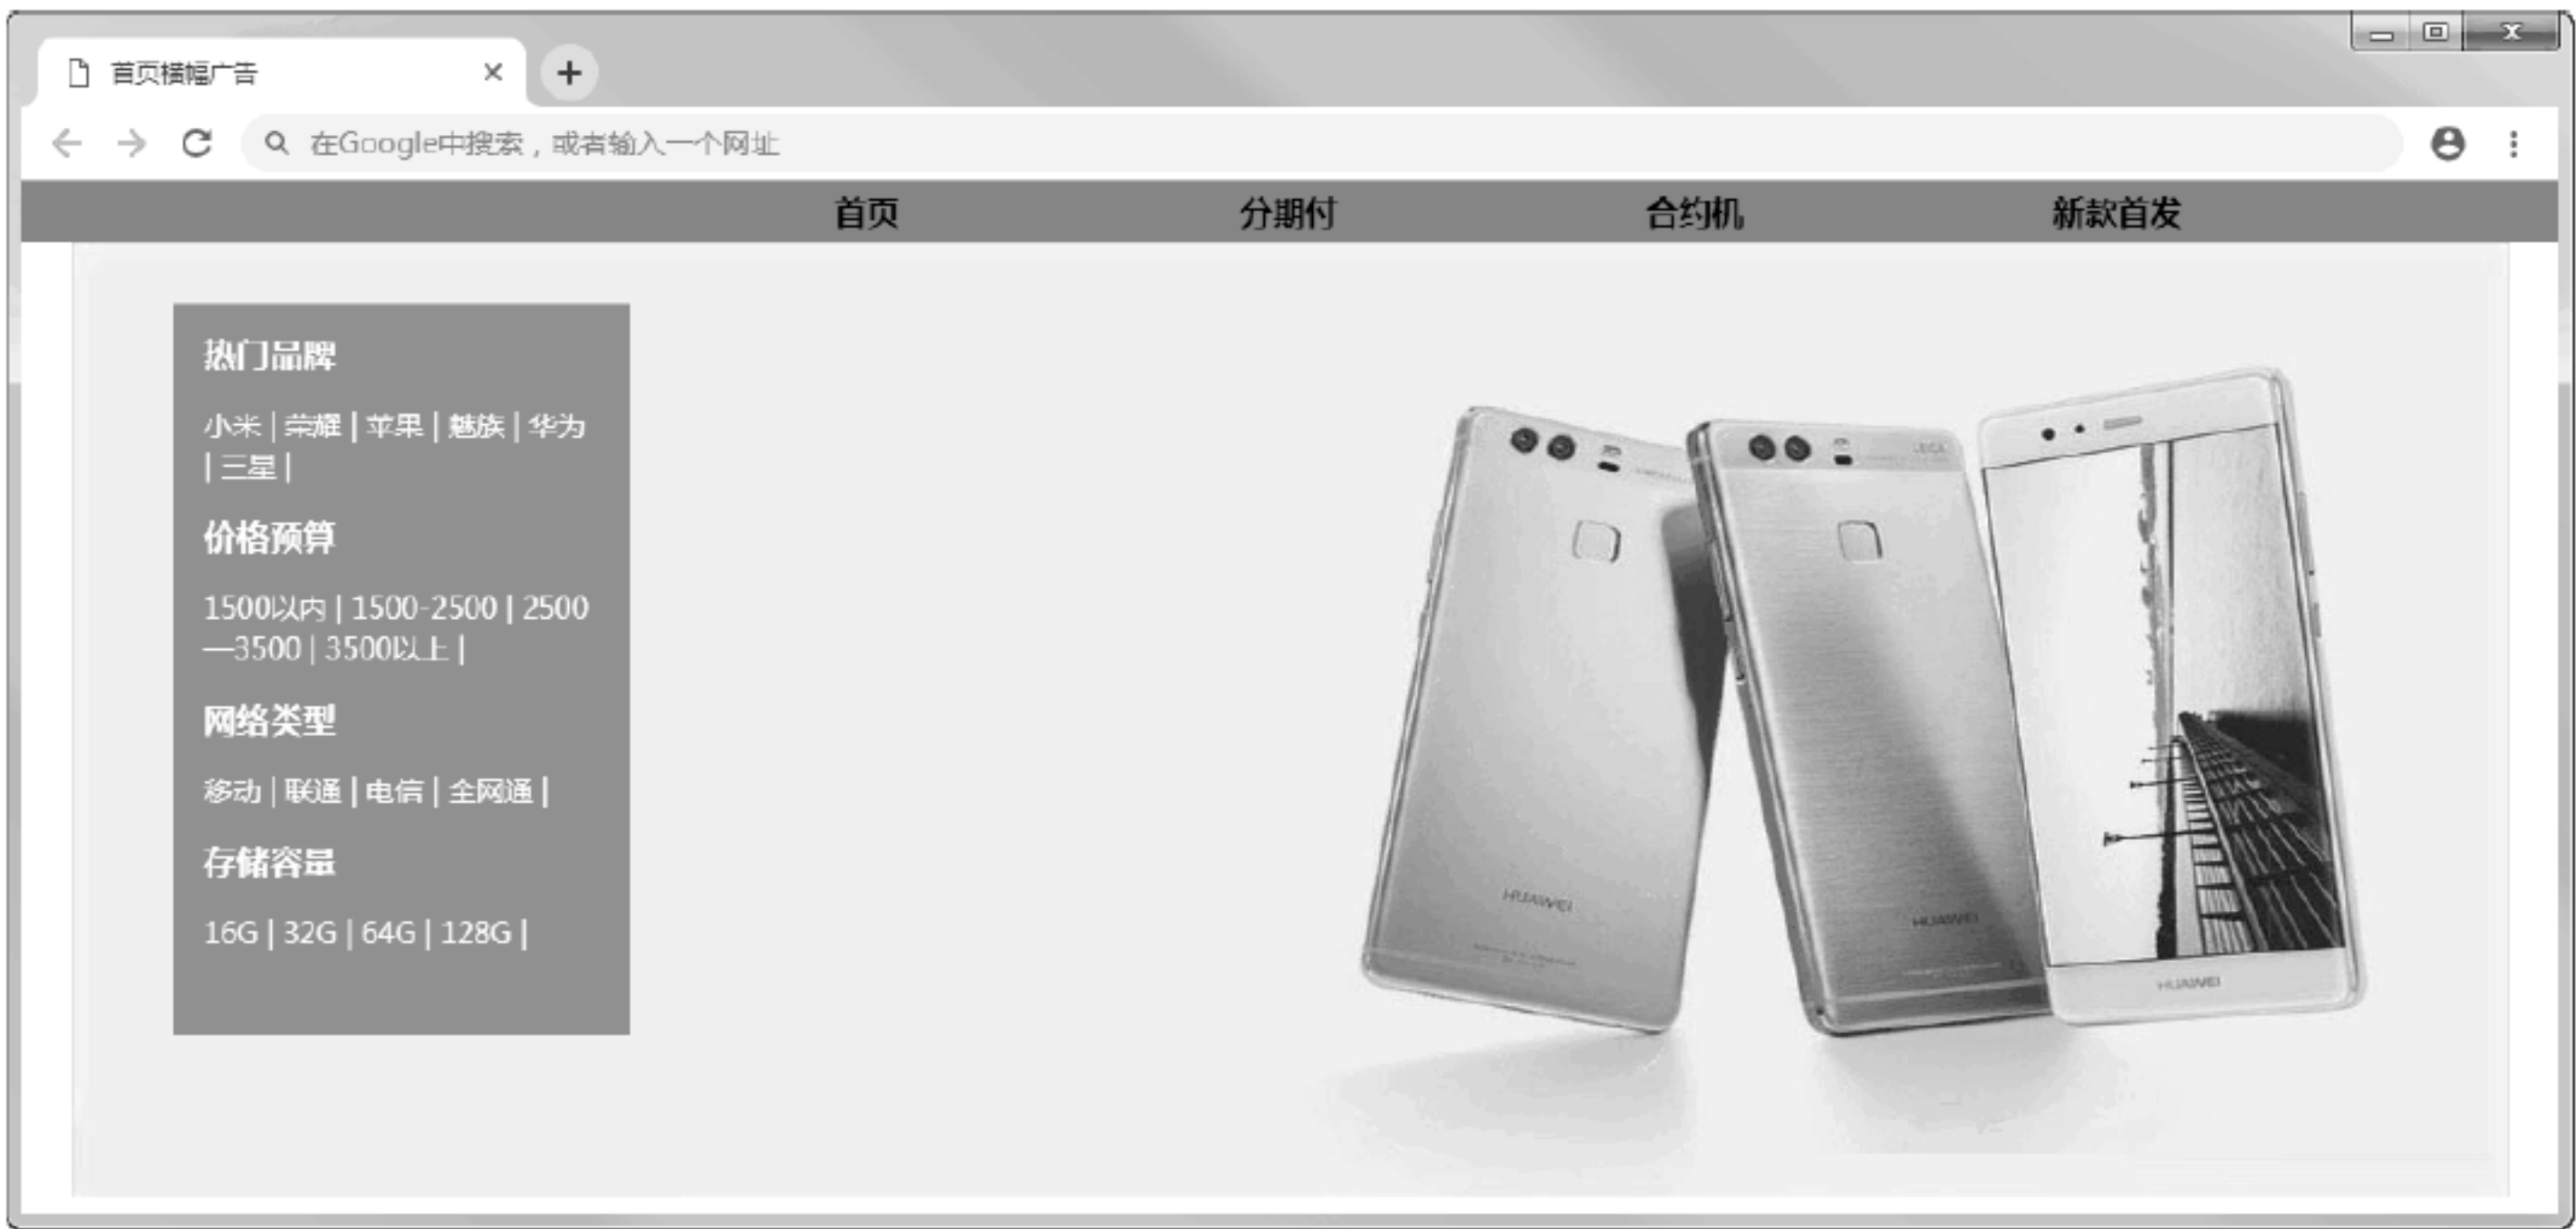 首页横幅广告
在Google中搜索，或者输入一个网址
首页 分期付 合约机 新款首发
热门品牌
小米 | 荣耀 | 苹果 | 魅族 | 华为
| 三星 |
价格预算
1500以内 | 1500-2500 | 2500
—3500 | 3500以上 |
网络类型
移动 | 联通 | 电信 | 全网通 |
存储容量
16G | 32G | 64G | 128G |
LEICA
HUAWEI
HUAWEI
HUAWEI